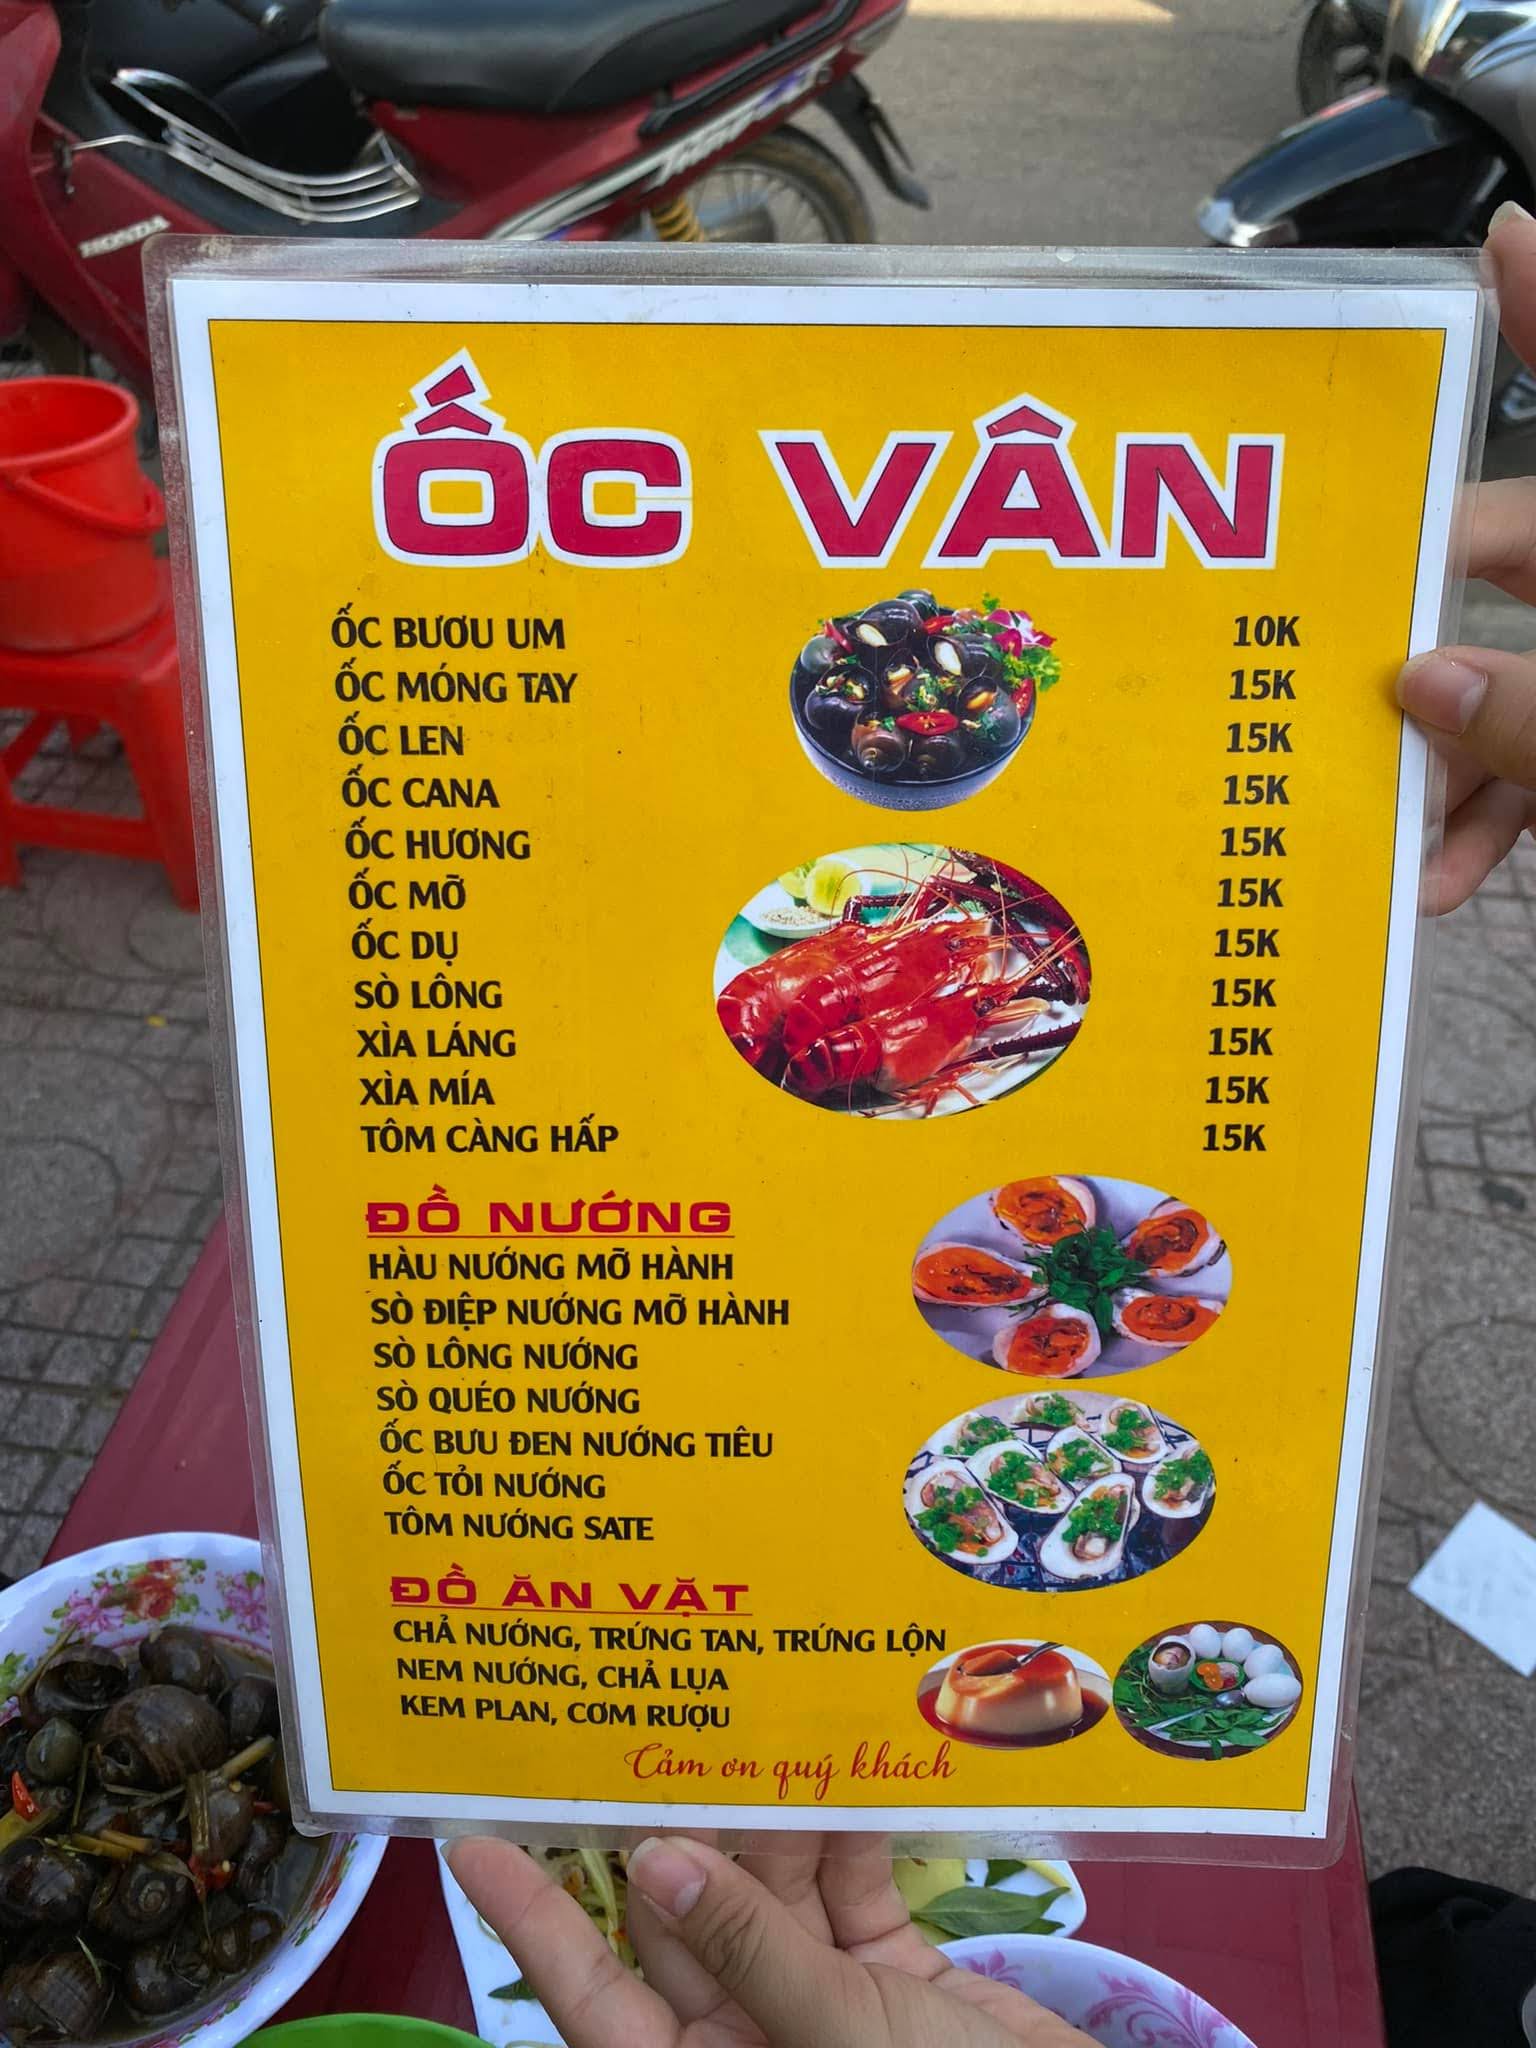 HONDA
ỐC VÂN
ỐC BƯƠU UM 10K
ỐC MÓNG TAY 15K
ỐC LEN 15K
ỐC CANA 15K
ỐC HƯƠNG 15K
ỐC MỠ 15K
ỐC DỤ 15K
SÒ LÔNG 15K
XÌA LÁNG 15K
XÌA MÍA 15K
TÔM CÀNG HẤP 15K
ĐỒ NƯỚNG
HÀU NƯỚNG MỠ HÀNH
SÒ ĐIỆP NƯỚNG MỠ HÀNH
SÒ LÔNG NƯỚNG
SÒ QUÉO NƯỚNG
ỐC BƯU ĐEN NƯỚNG TIÊU
ỐC TỎI NƯỚNG
TÔM NƯỚNG SATE
ĐỒ ĂN VẶT
CHẢ NƯỚNG, TRỨNG TAN, TRỨNG LỘN
NEM NƯỚNG, CHẢ LỤA
KEM PLAN, CƠM RƯỢU
Cảm ơn quý khách